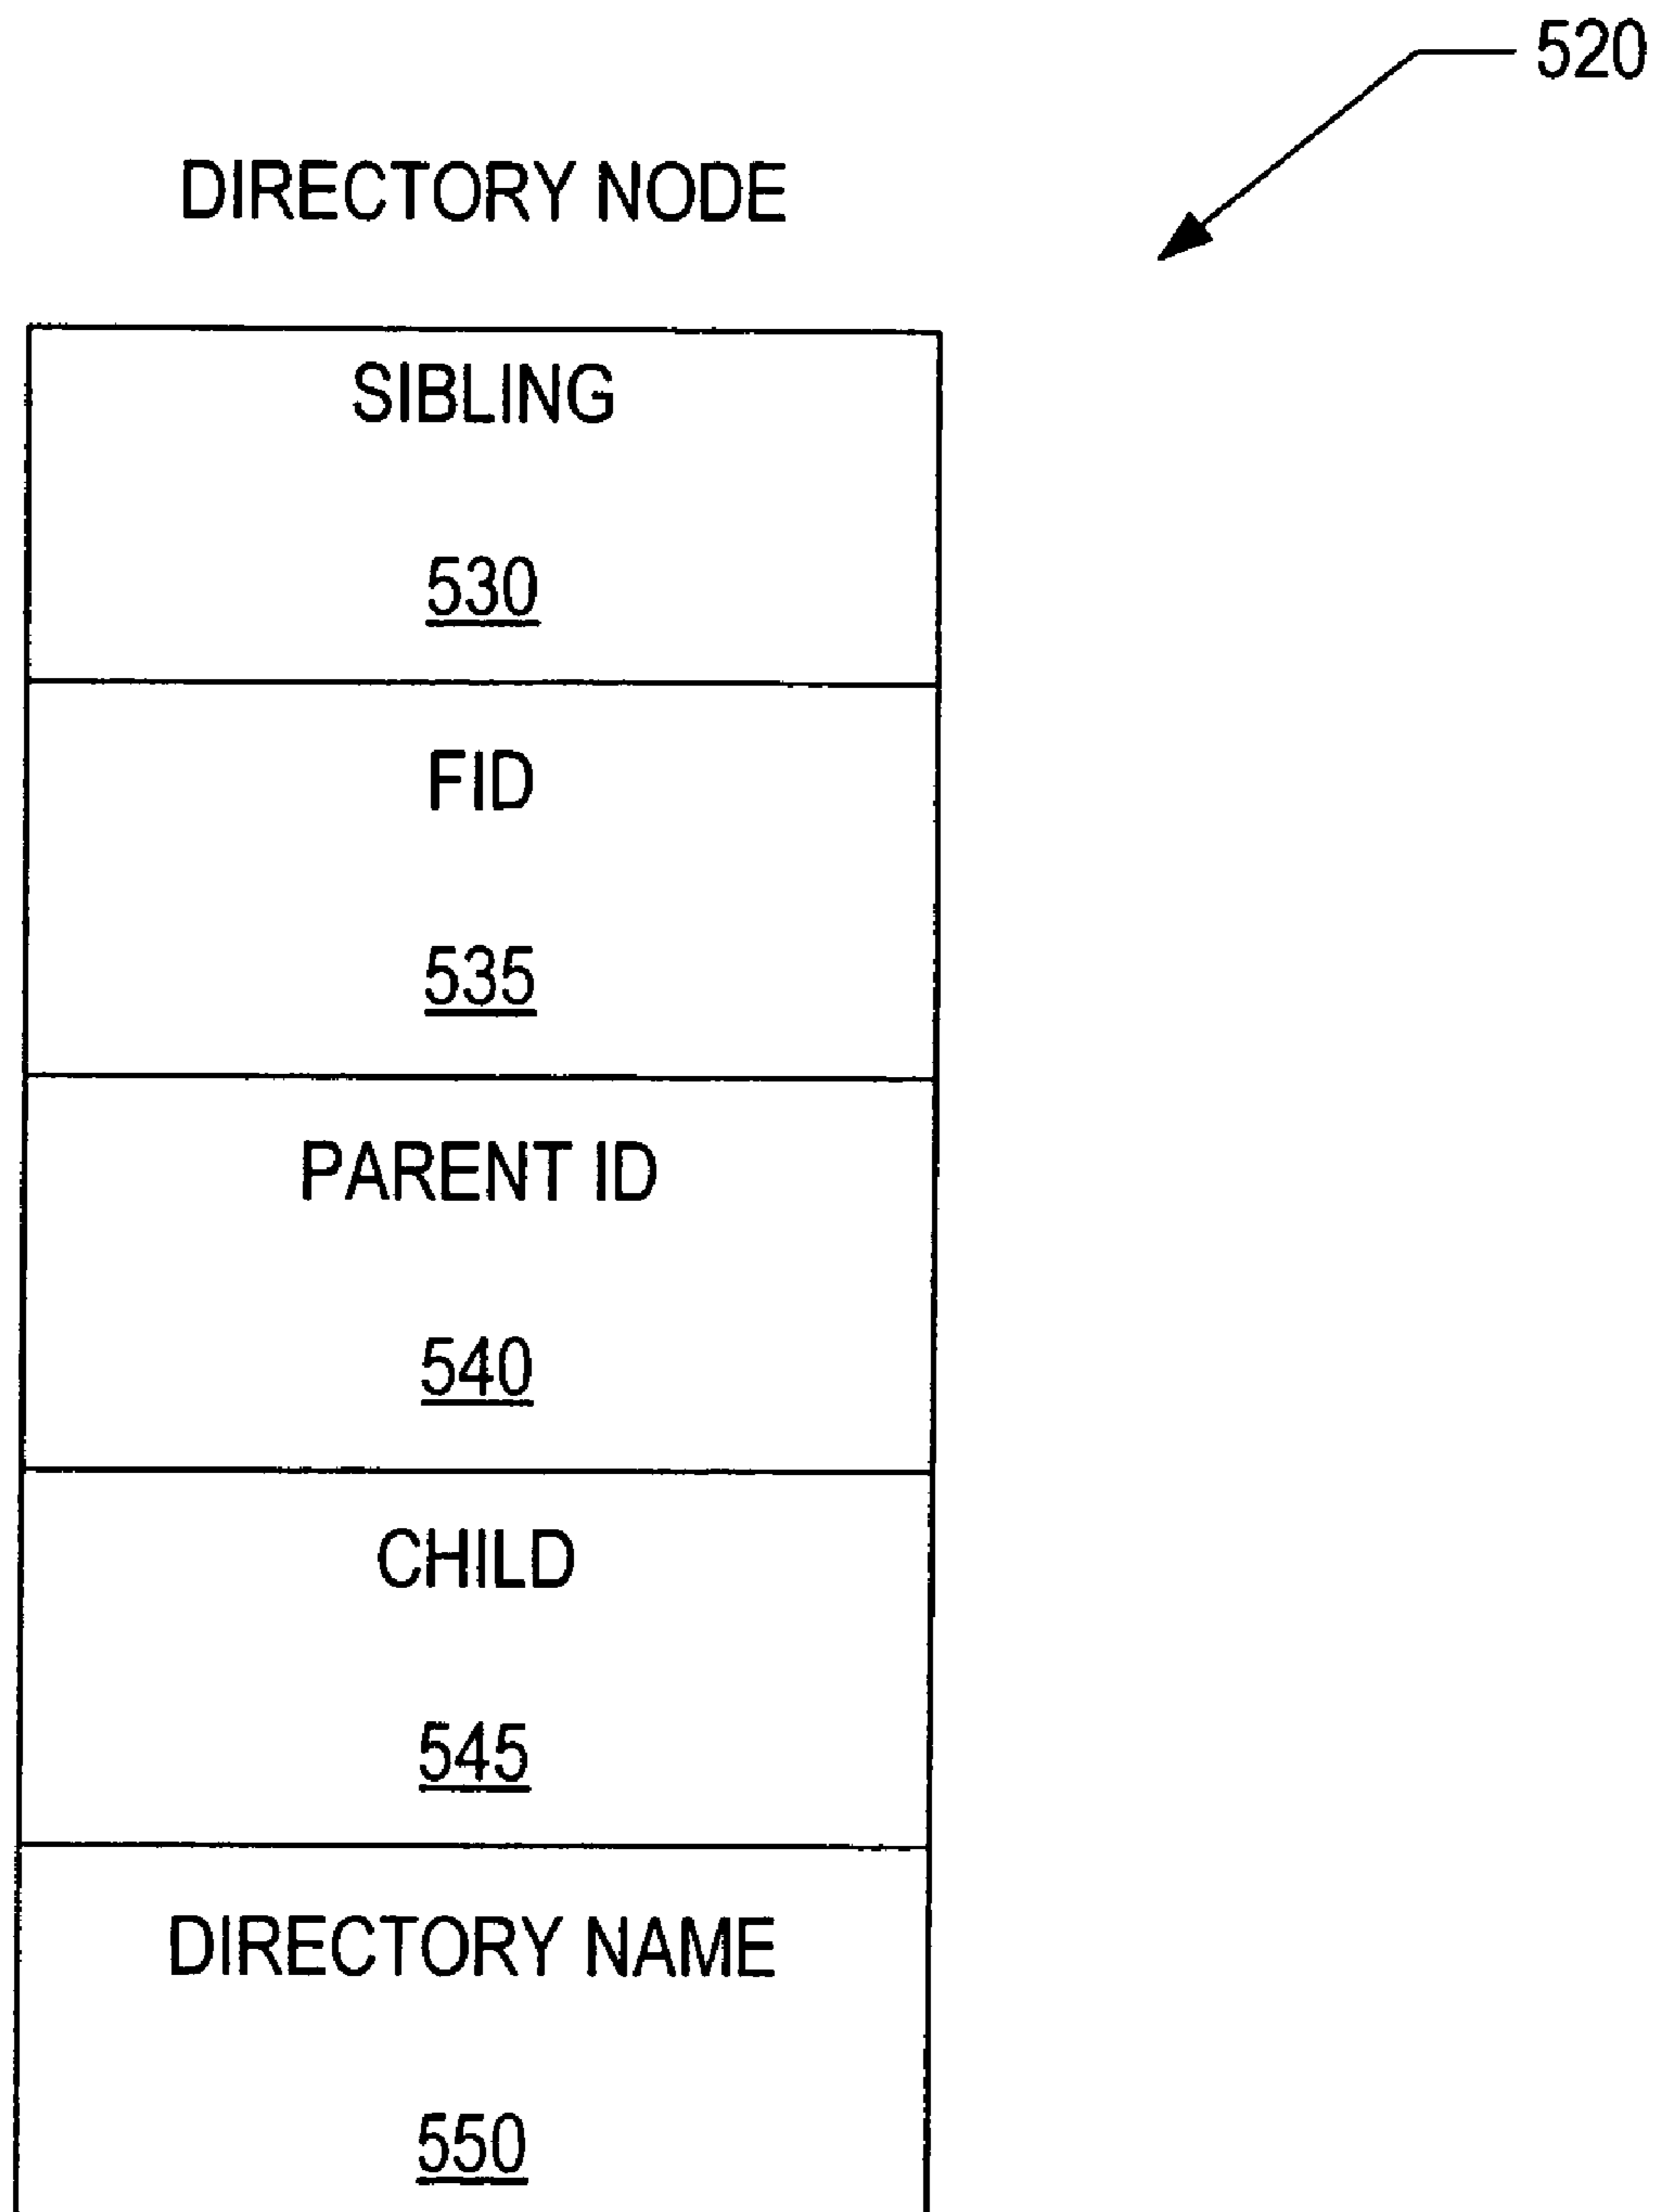 520
DIRECTORY NODE
SIBLING
530
FID
535
PARENT ID
540
CHILD
545
DIRECTORY NAME
550